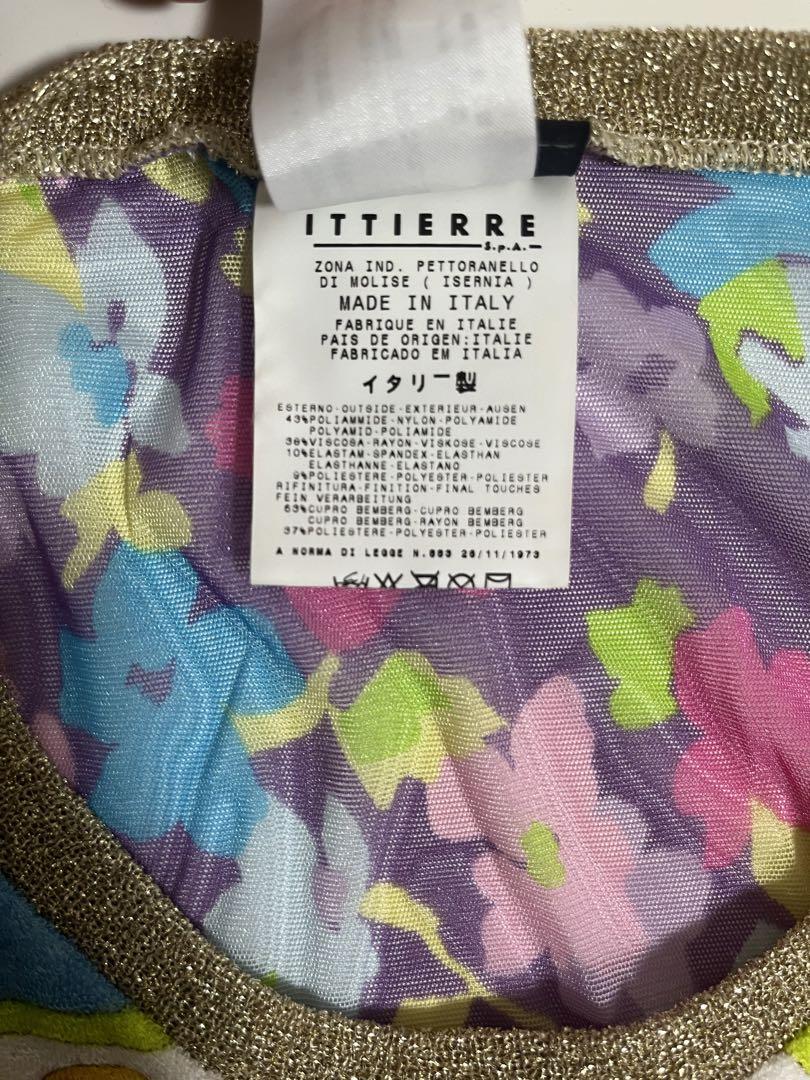 ITTIERRE
S.p.A.
ZONA IND. PETTORANELLO
DI MOLISE ( ISERNIA )
MADE IN ITALY
FABRIQUE EN ITALIE
PAIS DE ORIGEN:ITALIE
FABRICADO EM ITALIA
イタリー製
ESTERNO-OUTSIDE-EXTERIEUR-AUSEN
43%POLIAMMIDE-NYLON-POLYAMIDE
POLYAMID-POLIAMIDE
38%VISCOSA-RAYON-VISKOSE-VISCOSE
10%ELASTAM-SPANDEX-ELASTHAN
ELASTHANNE-ELASTANO
9%POLIESTERE-POLYESTER-POLIESTER
RIFINITURA-FINITION-FINAL TOUCHES
FEIN VERARBEITUNG
63%CUPRO BEMBERG-CUPRO BEMBERG
CUPRO BEMBERG-RAYON BEMBERG
37%POLIESTERE-POLYESTER-POLIESTER
A NORMA DI LEGGE N.883 26/11/1973